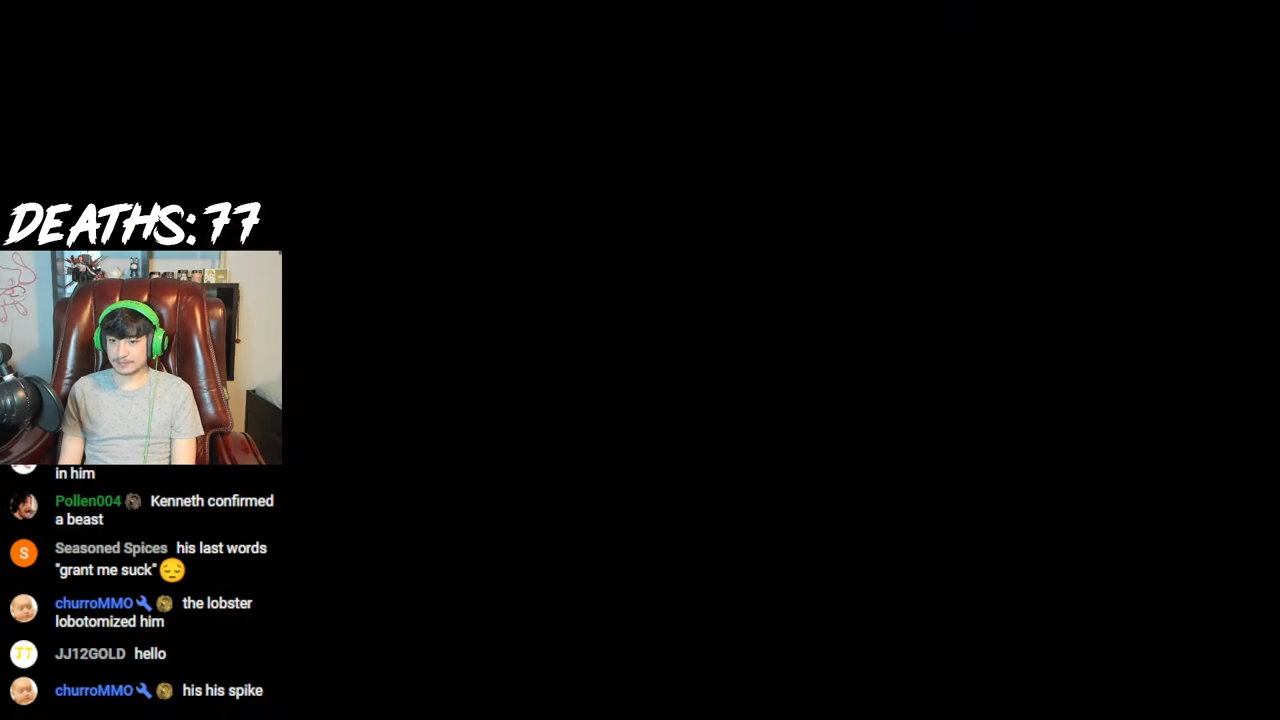 DEATHS: 77
in him
Pollen004 Kenneth confirmed
a beast
S Seasoned Spices his last words
"grant me suck"😔
churroMMO the lobster
lobotomized him
JJ JJ12GOLD hello
churroMMO his his spike